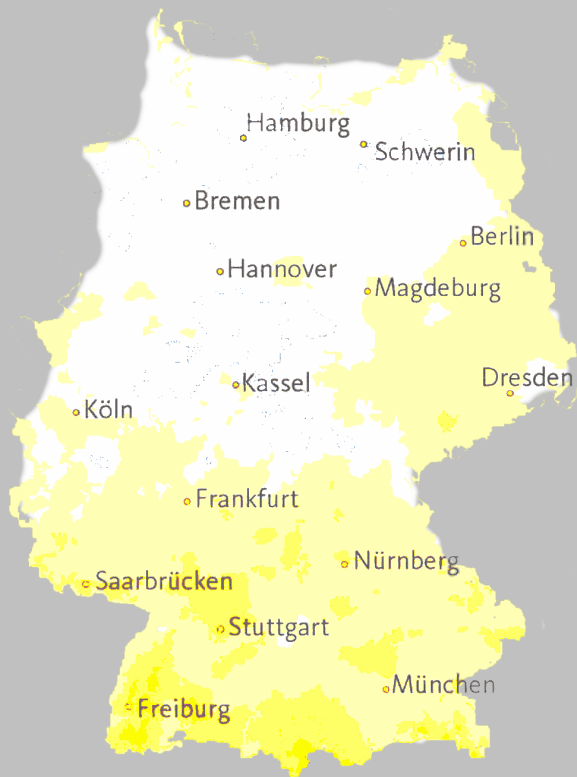 Hamburg
Schwerin
Bremen
Berlin
Hannover
Magdeburg
Dresden
Kassel
Köln
Frankfurt
Nürnberg
Saarbrücken
Stuttgart
München
Freiburg